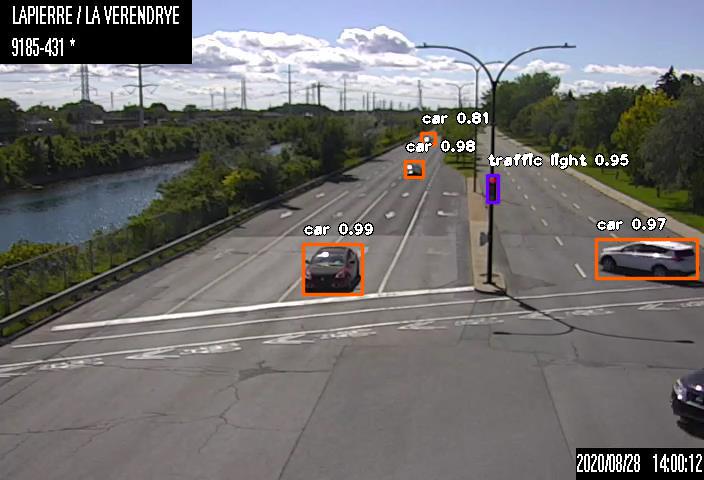 LAPIERRE / LA VERENDRYE
9185-431 *
car 0.81
car 0.98
traffic light 0.95
car 0.99
car 0.97
2020/08/28 14:00:12